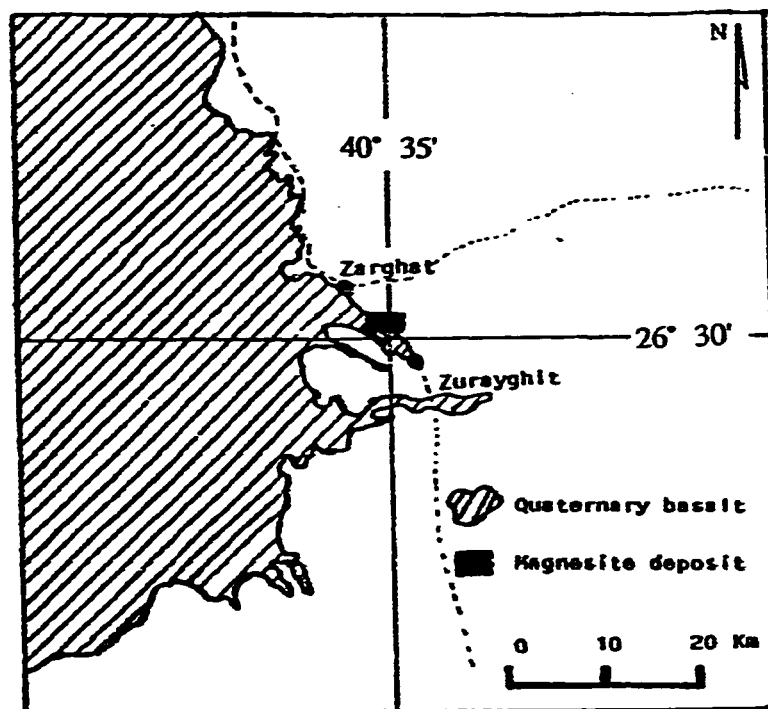 N
40° 35'
Zarghat
26° 30'
Zurayghit
Quaternary basalt
Magnesite deposit
0 10 20 Km